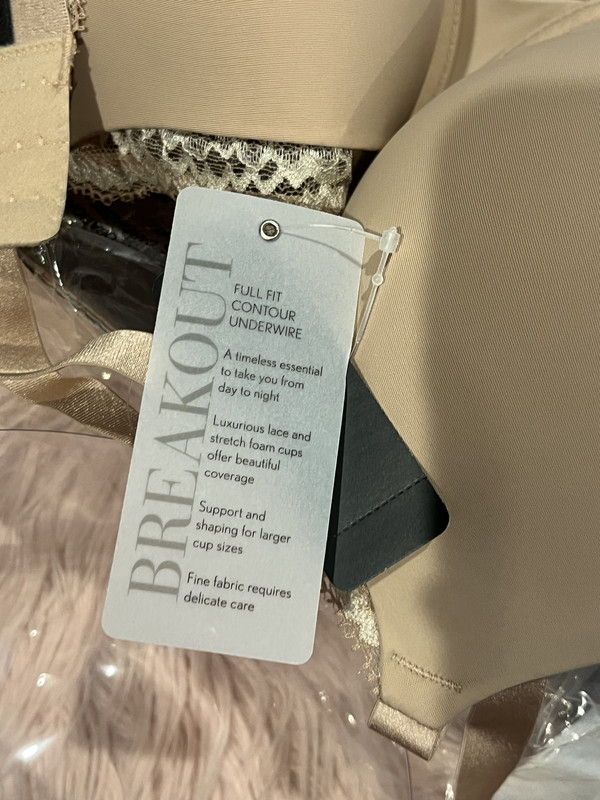 BREAKOUT
FULL FIT
CONTOUR
UNDERWIRE
A timeless essential
to take you from
day to night
Luxurious lace and
stretch foam cups
offer beautiful
coverage
Support and
shaping for larger
cup sizes
Fine fabric requires
delicate care